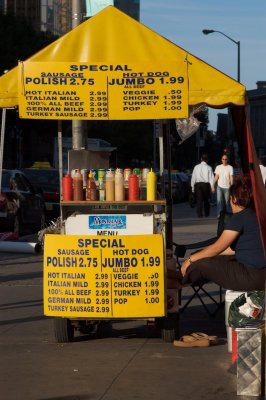 SPECIAL
SAUSAGE HOT DOG
POLISH 2.75 JUMBO 1.99
HOT ITALIAN 2.99 VEGGIE .50
ITALIAN MILD 2.99 CHICKEN 1.99
100% ALL BEEF 2.99 TURKEY 1.99
GERMAN MILD 2.99 POP 1.00
TURKEY SAUSAGE 2.99
MENU
SPECIAL
SAUSAGE HOT DOG
POLISH 2.75 JUMBO 1.99
HOT ITALIAN 2.99 VEGGIE .50
ITALIAN MILD 2.99 CHICKEN 1.99
100% ALL BEEF 2.99 TURKEY 1.99
GERMAN MILD 2.99 POP 1.00
TURKEY SAUSAGE 2.99